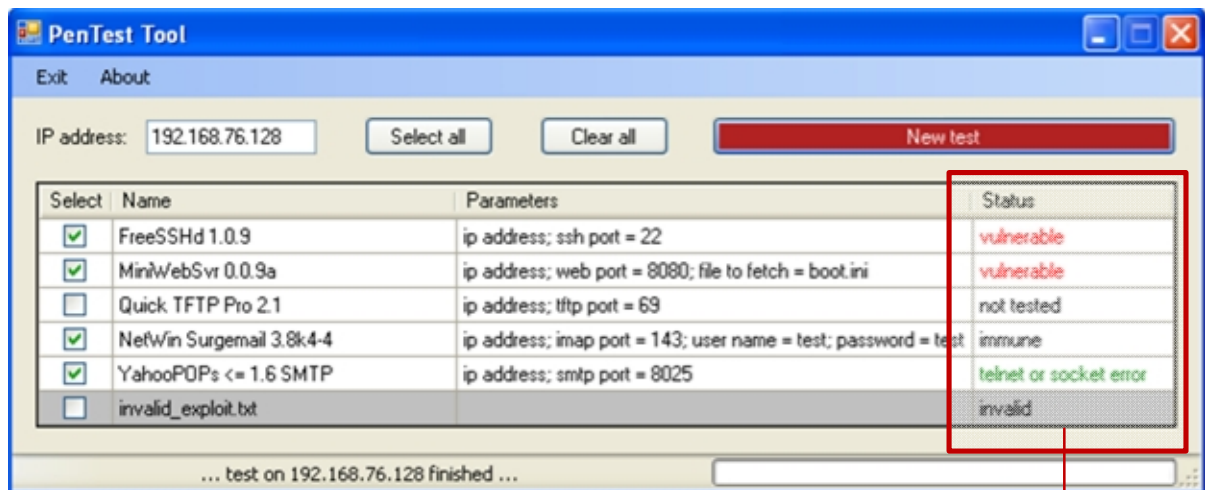 PenTest Tool
Exit About
IP address: 192.168.76.128 Select all Clear all New test
Select Name Parameters Status
FreeSSHd 1.0.9 ip address; ssh port = 22 vulnerable
MiniWebSvr 0.0.9a ip address; web port = 8080; file to fetch = boot.ini vulnerable
Quick TFTP Pro 2.1 ip address; tftp port = 69 not tested
NetWin Surgemail 3.8k4-4 ip address; imap port = 143; user name = test; password = test immune
YahooPOPs <= 1.6 SMTP ip address; smtp port = 8025 telnet or socket error
invalid_exploit.txt invalid
... test on 192.168.76.128 finished ...